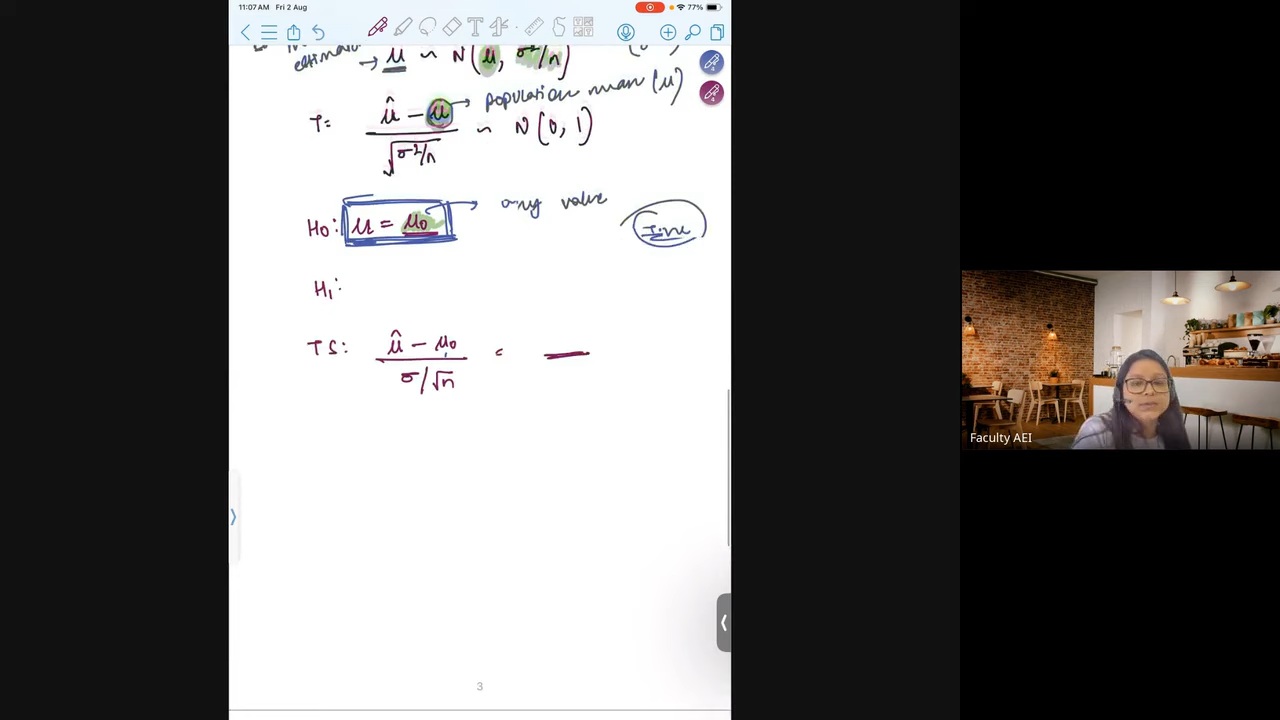 11:07 AM Fri 2 Aug 77%
→ μ ~ N(μ, σ²/n)
→ population mean (μ)
T = (μ̂ − μ) / √(σ²/n) ~ N(0, 1)
H₀: μ = μ₀ → any value
H₁:
TS: (μ̂ − μ₀) / (σ/√n) =
Faculty AEI
3